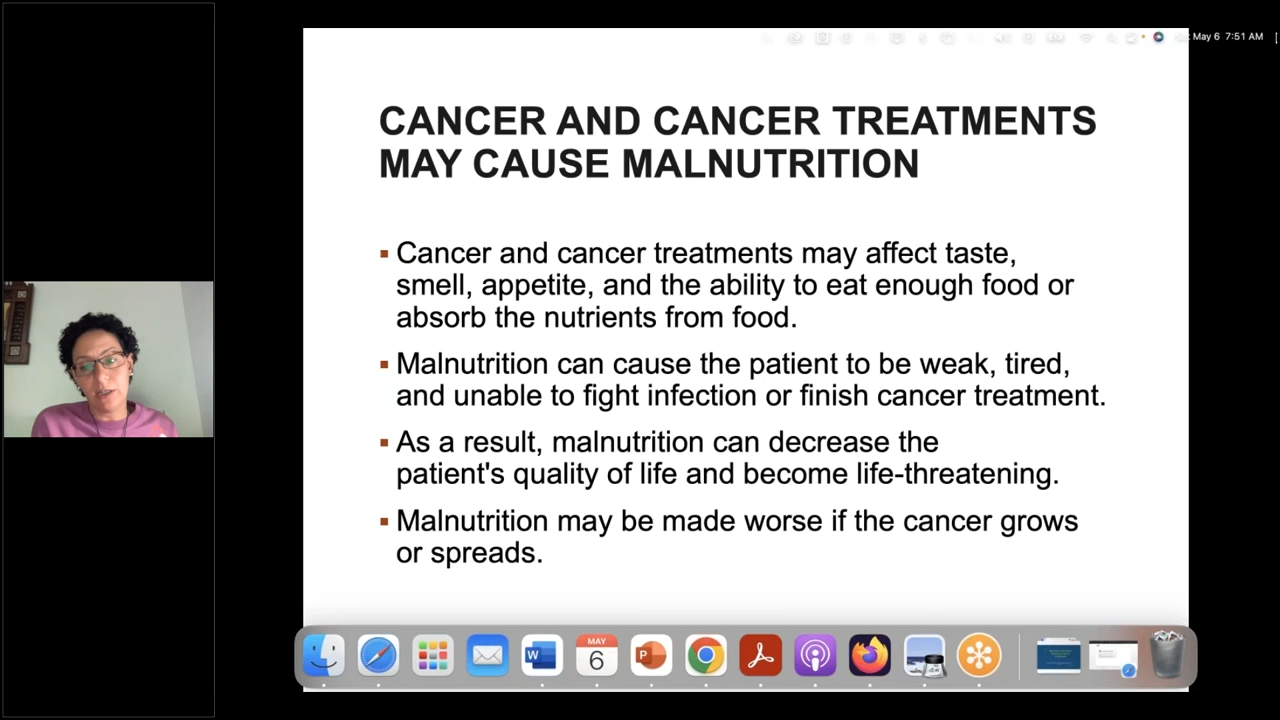 May 6 7:51 AM
CANCER AND CANCER TREATMENTS
MAY CAUSE MALNUTRITION
▪ Cancer and cancer treatments may affect taste,
smell, appetite, and the ability to eat enough food or
absorb the nutrients from food.
▪ Malnutrition can cause the patient to be weak, tired,
and unable to fight infection or finish cancer treatment.
▪ As a result, malnutrition can decrease the
patient's quality of life and become life-threatening.
▪ Malnutrition may be made worse if the cancer grows
or spreads.
W
MAY
6
P